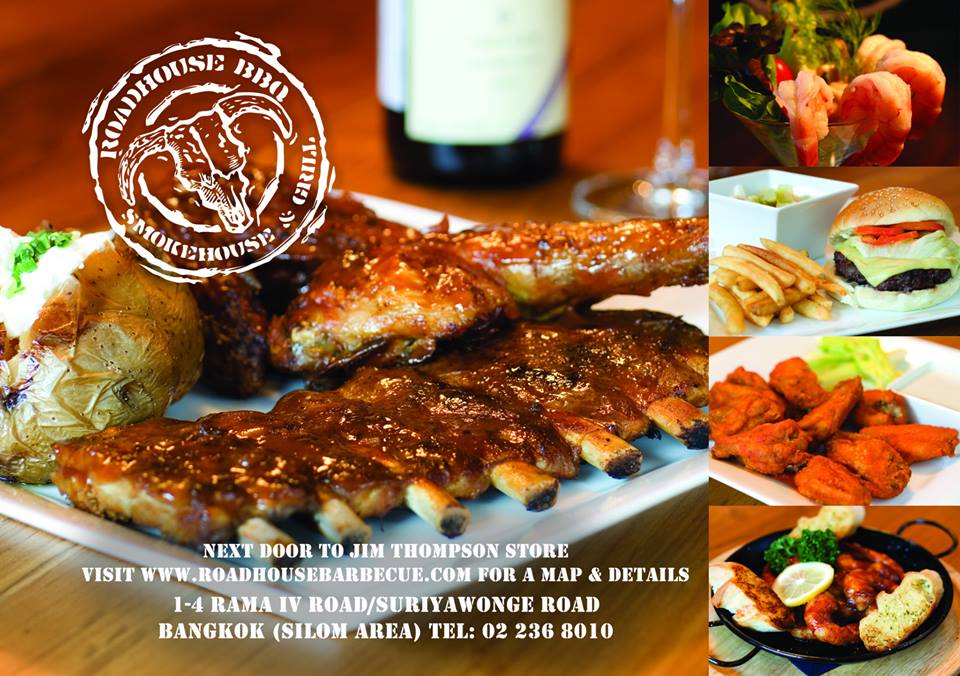 ROADHOUSE BBQ
SMOKEHOUSE & GRILL
NEXT DOOR TO JIM THOMPSON STORE
VISIT WWW.ROADHOUSEBARBECUE.COM FOR A MAP & DETAILS
1-4 RAMA IV ROAD/SURIYAWONGE ROAD
BANGKOK (SILOM AREA) TEL: 02 236 8010